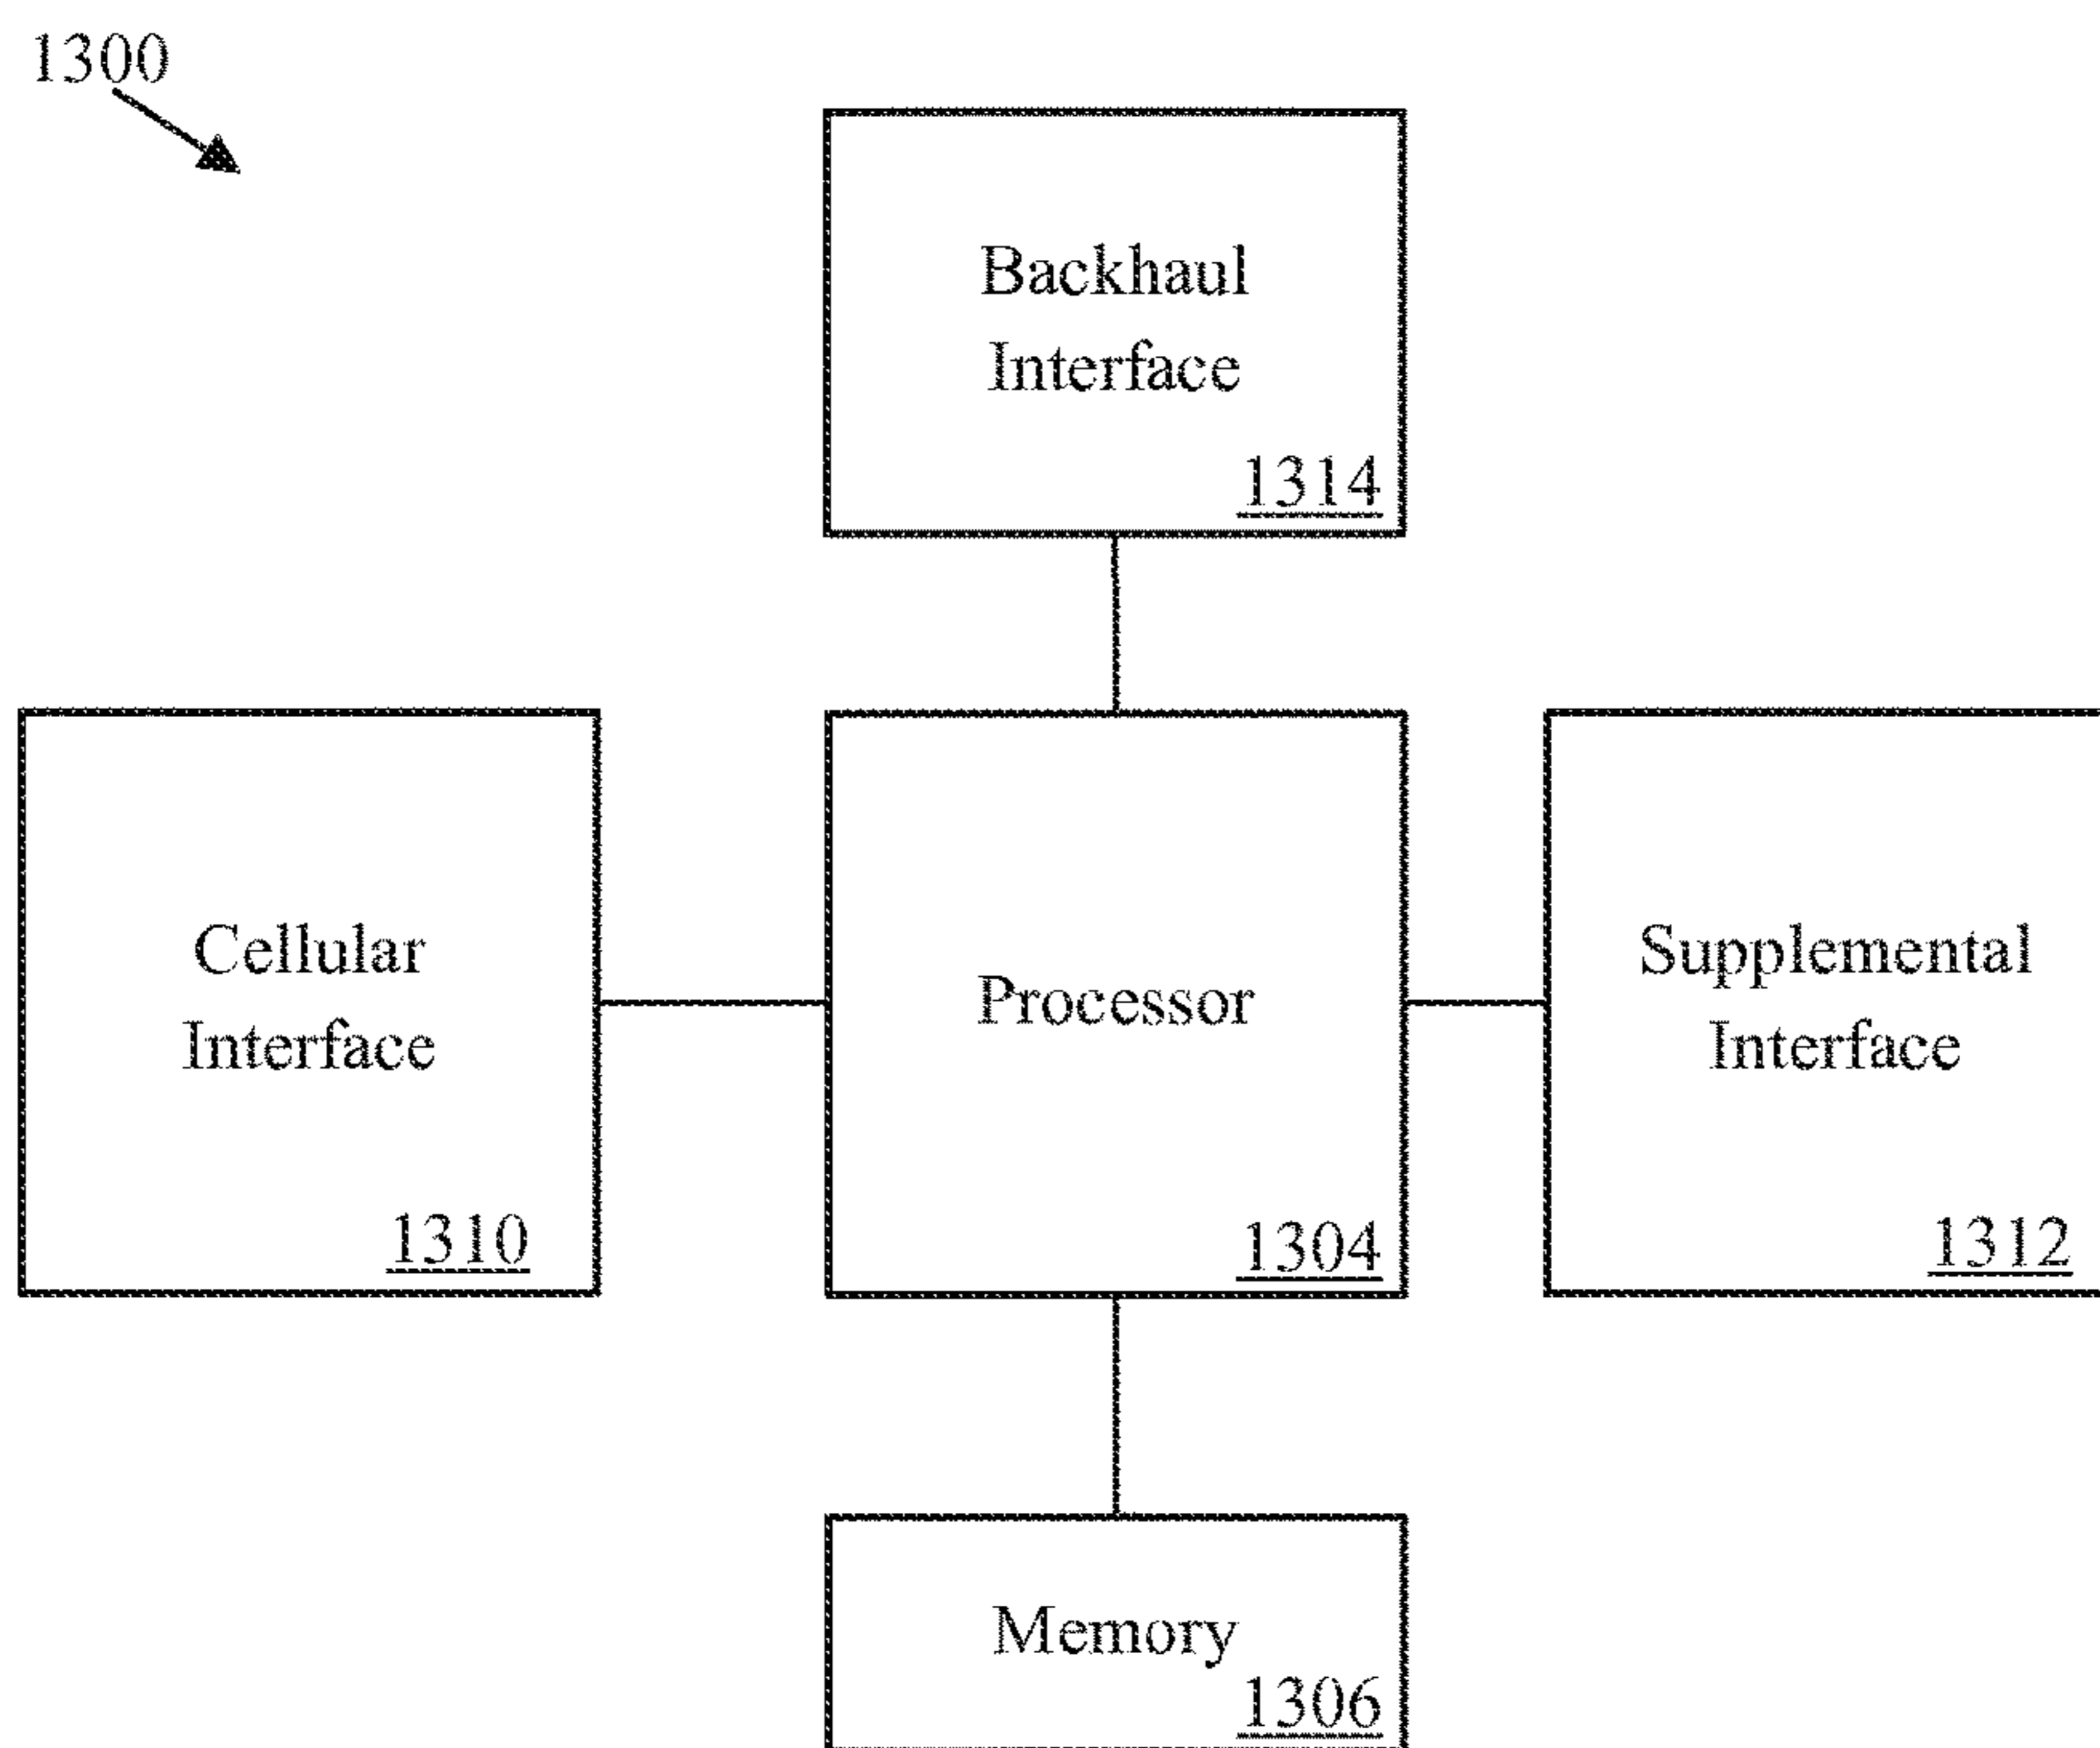 1300
Backhaul
Interface
1314
Cellular
Interface
1310
Processor
1304
Supplemental
Interface
1312
Memory
1306